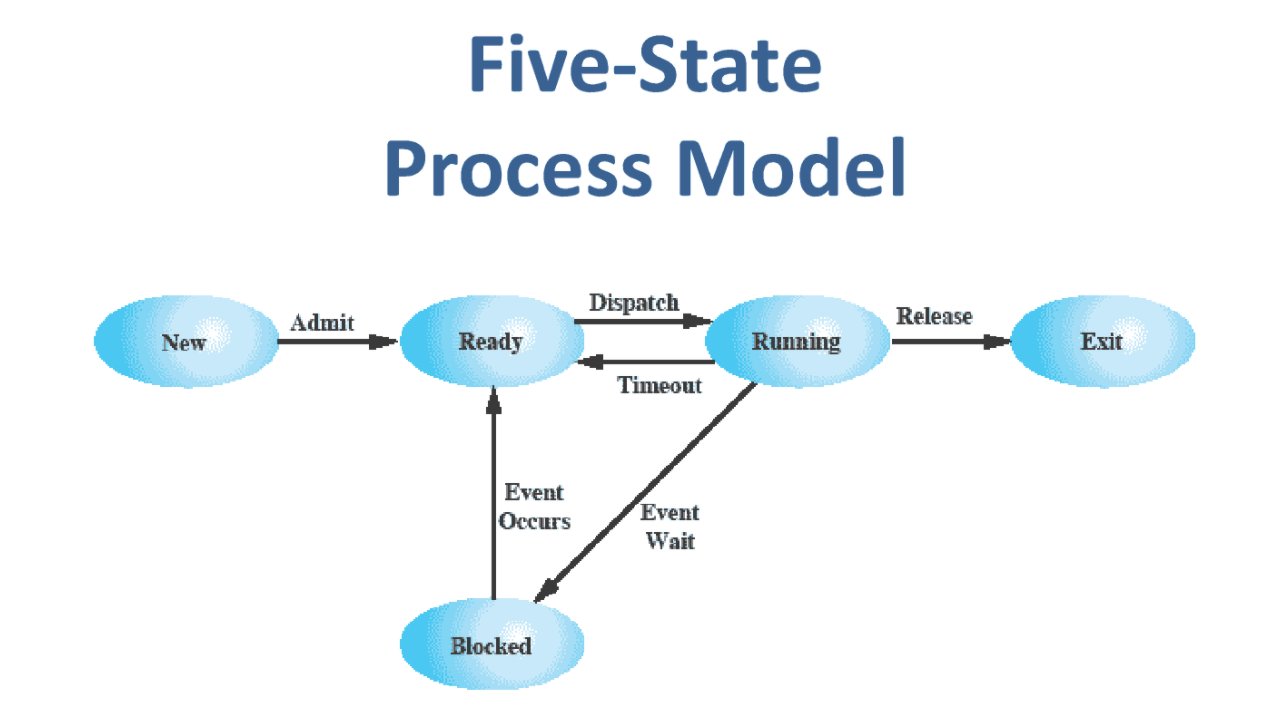 Five-State
Process Model
Dispatch
Admit
Release
New
Ready
Running
Exit
Timeout
Event
Occurs
Event
Wait
Blocked